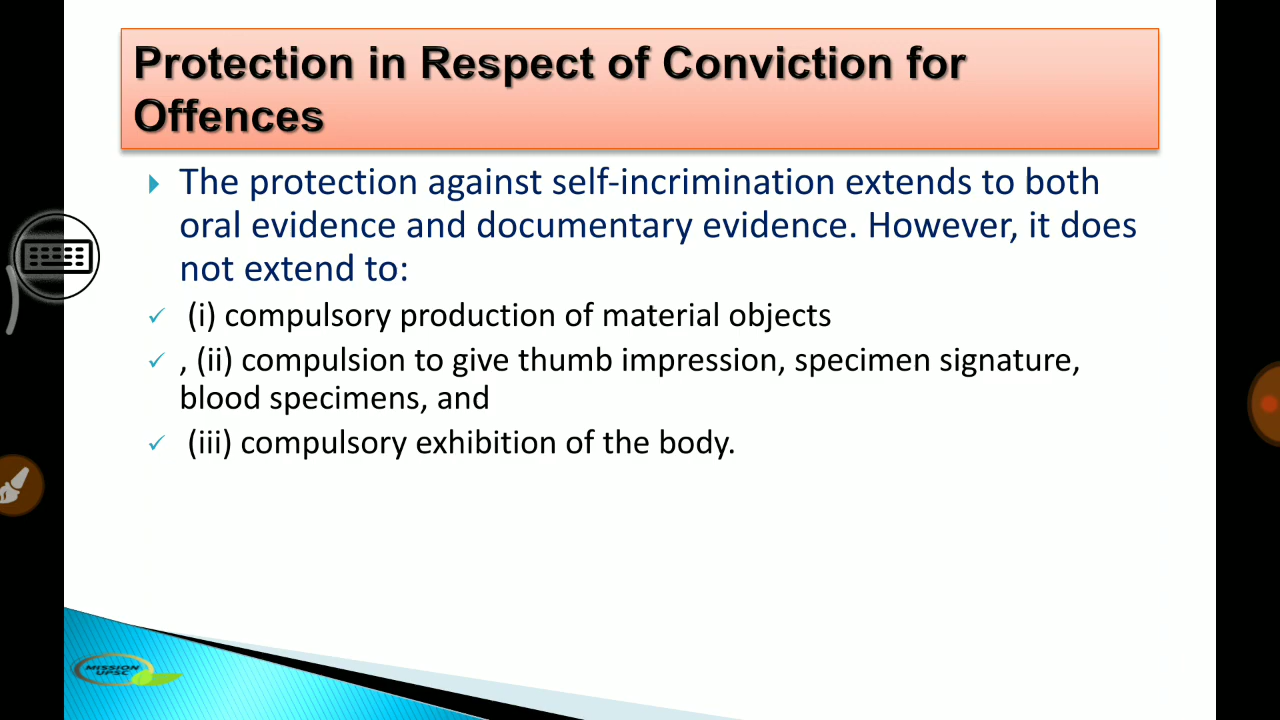 Protection in Respect of Conviction for
Offences
The protection against self-incrimination extends to both
oral evidence and documentary evidence. However, it does
not extend to:
(i) compulsory production of material objects
, (ii) compulsion to give thumb impression, specimen signature,
blood specimens, and
(iii) compulsory exhibition of the body.
MISSION
UPSC